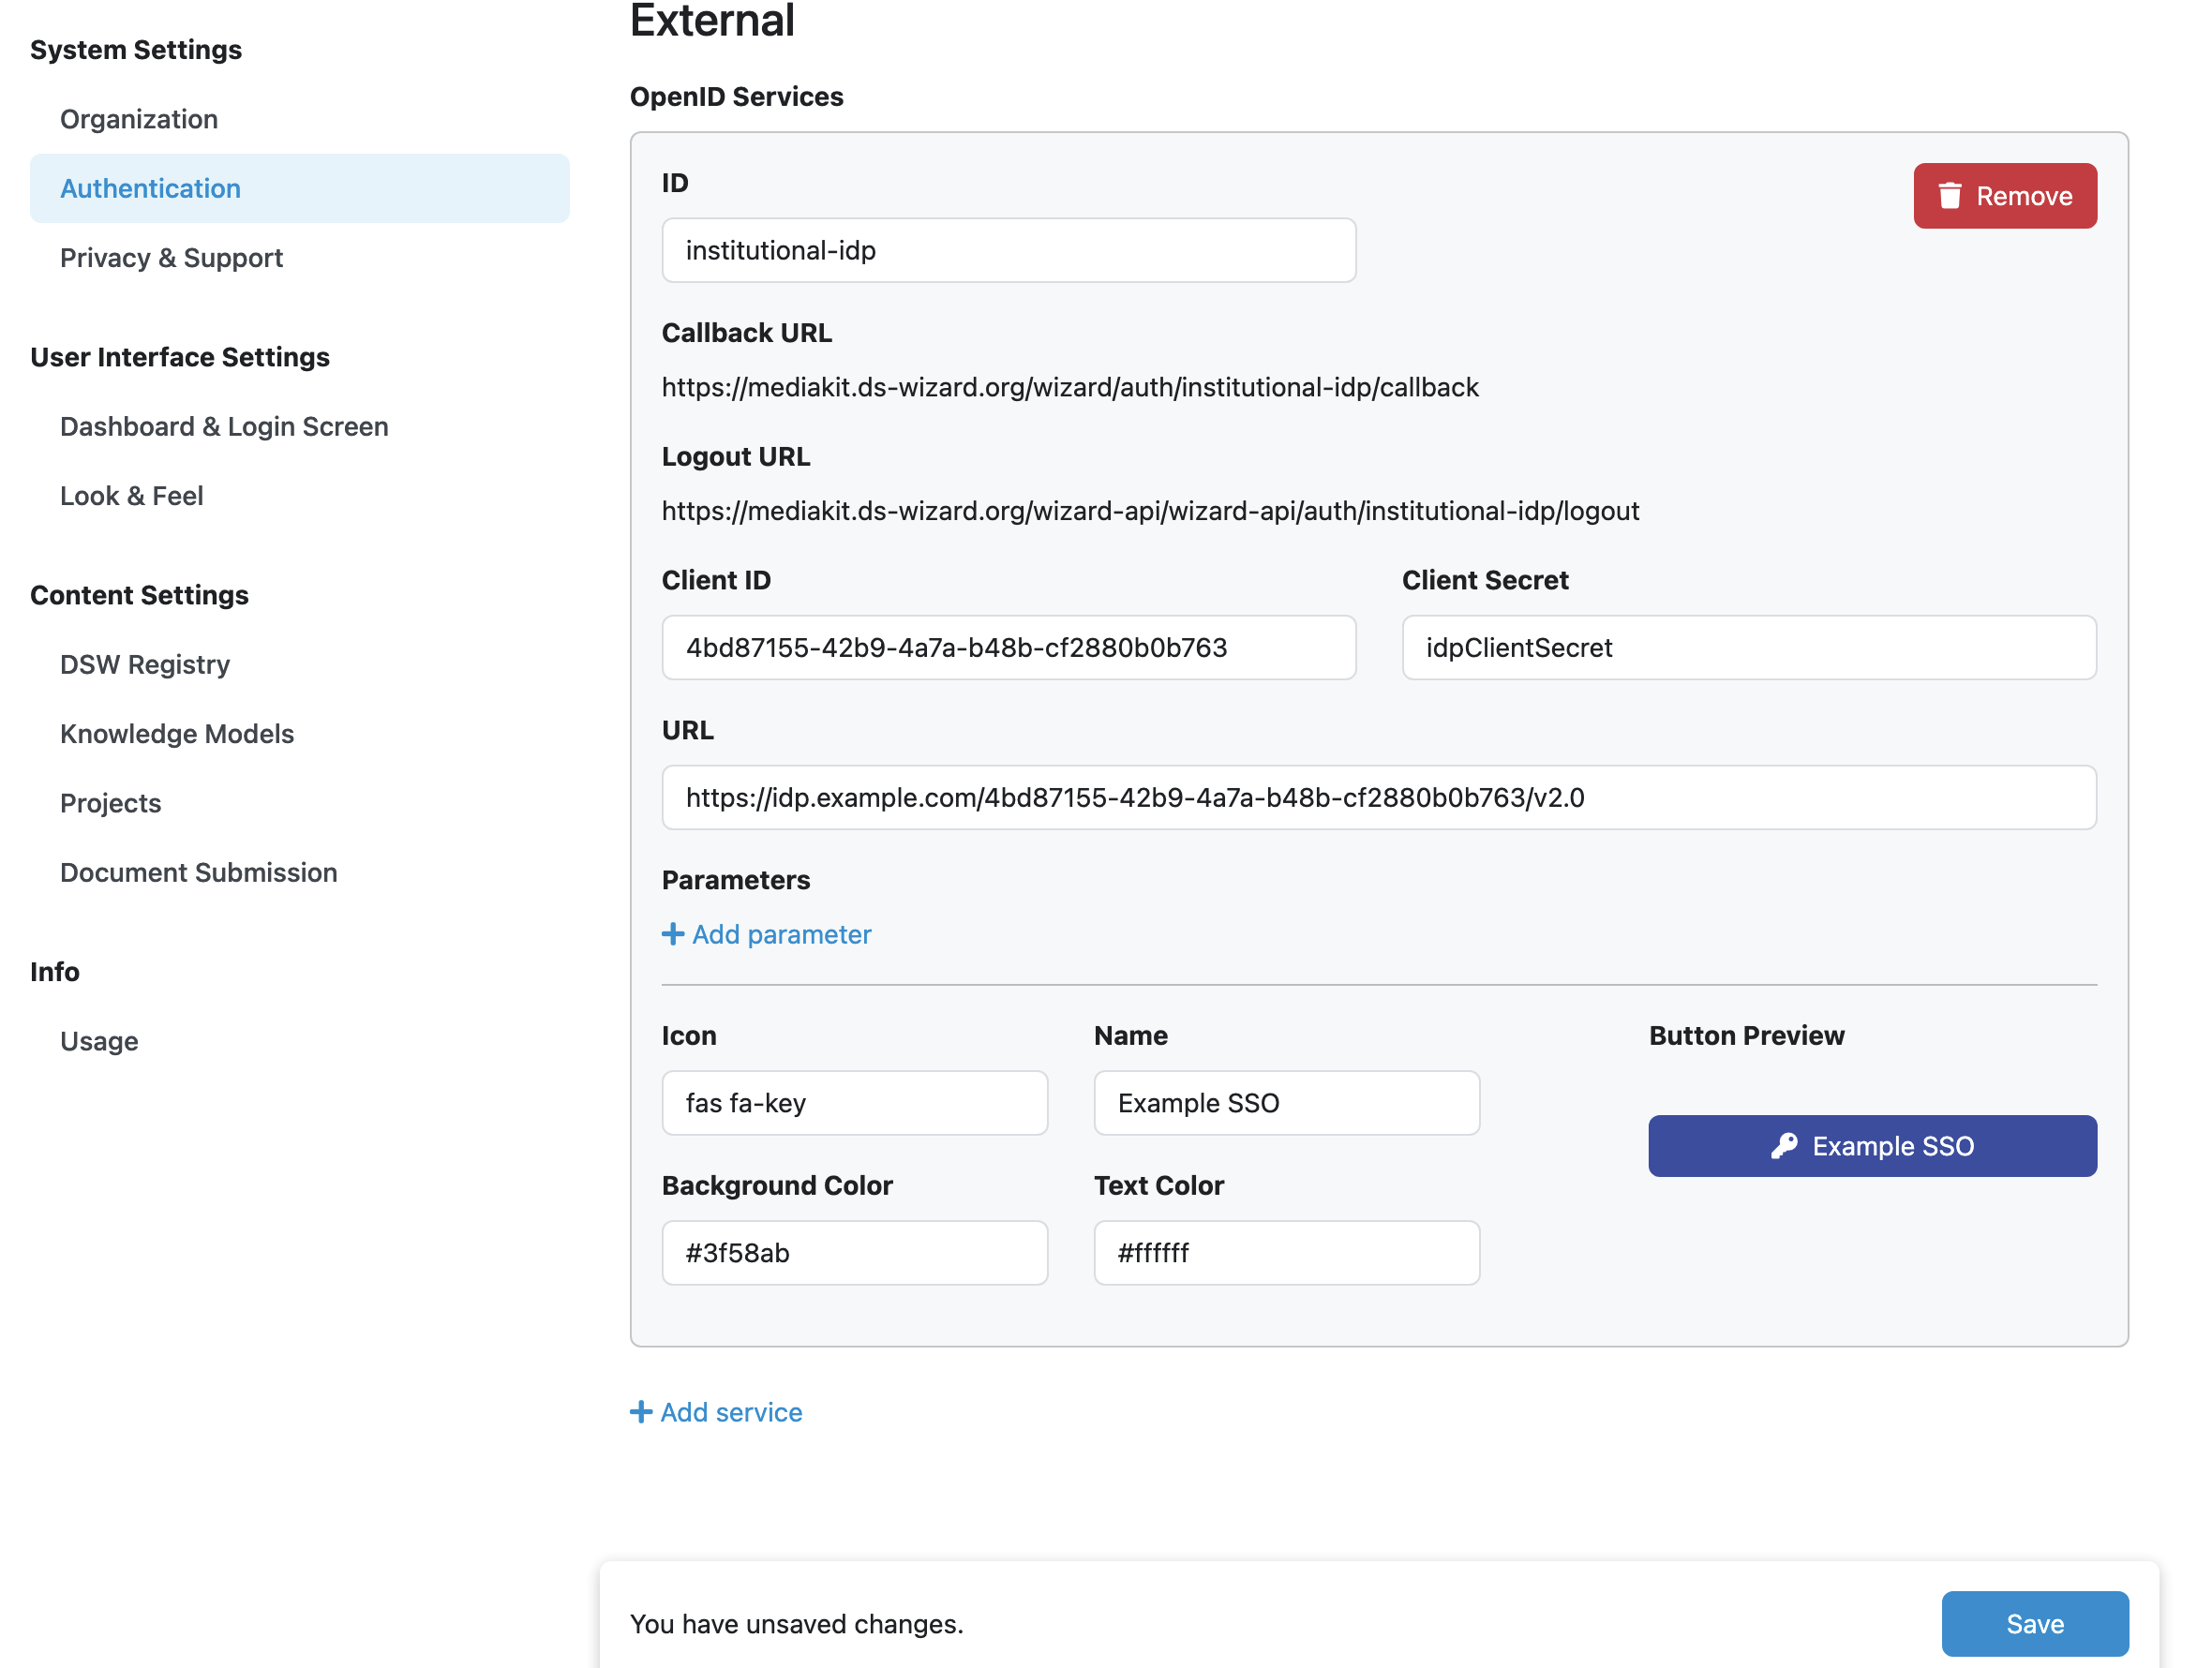 System Settings
Organization
Authentication
Privacy & Support
User Interface Settings
Dashboard & Login Screen
Look & Feel
Content Settings
DSW Registry
Knowledge Models
Projects
Document Submission
Info
Usage
External
OpenID Services
ID
Remove
institutional-idp
Callback URL
https://mediakit.ds-wizard.org/wizard/auth/institutional-idp/callback
Logout URL
https://mediakit.ds-wizard.org/wizard-api/wizard-api/auth/institutional-idp/logout
Client ID
Client Secret
4bd87155-42b9-4a7a-b48b-cf2880b0b763
idpClientSecret
URL
https://idp.example.com/4bd87155-42b9-4a7a-b48b-cf2880b0b763/v2.0
Parameters
Add parameter
Icon
Name
Button Preview
fas fa-key
Example SSO
Example SSO
Background Color
Text Color
#3f58ab
#ffffff
Add service
You have unsaved changes.
Save